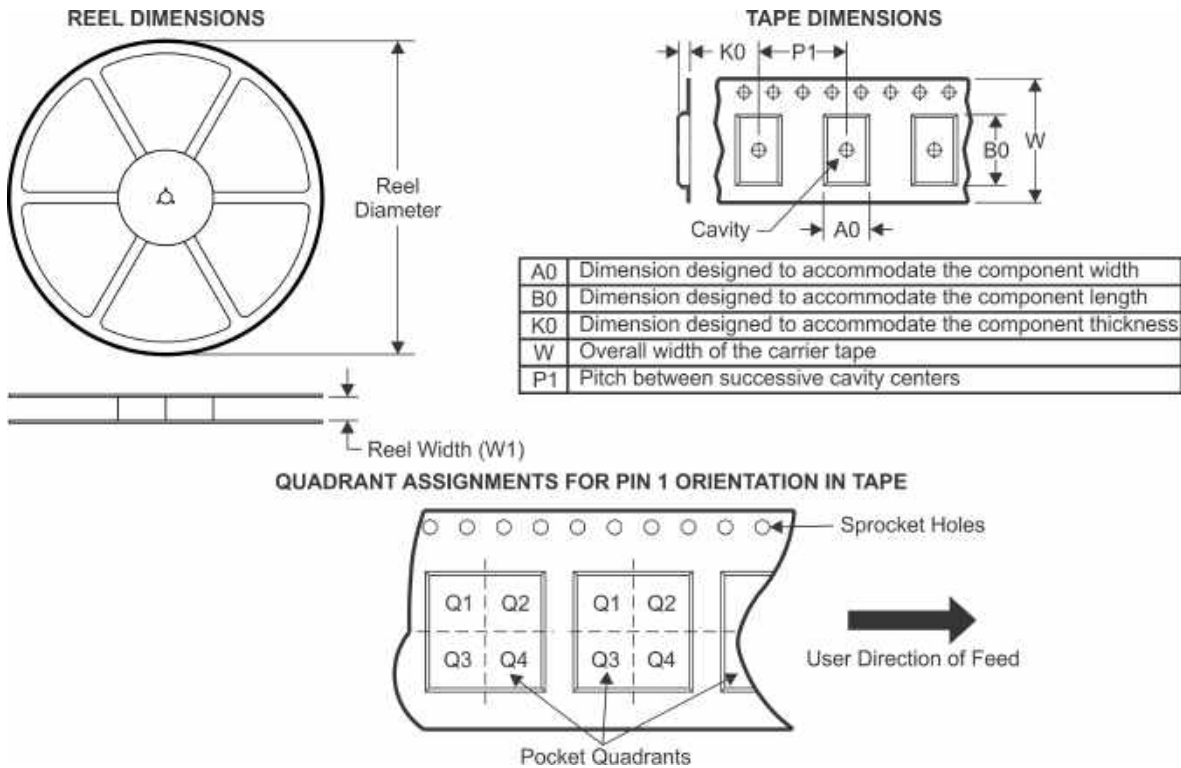 REEL DIMENSIONS
Reel
Diameter
Reel Width (W1)
TAPE DIMENSIONS
K0
P1
B0
W
Cavity
A0
A0 Dimension designed to accommodate the component width
B0 Dimension designed to accommodate the component length
K0 Dimension designed to accommodate the component thickness
W Overall width of the carrier tape
P1 Pitch between successive cavity centers
QUADRANT ASSIGNMENTS FOR PIN 1 ORIENTATION IN TAPE
Sprocket Holes
Q1 Q2 Q1 Q2
Q3 Q4 Q3 Q4
User Direction of Feed
Pocket Quadrants